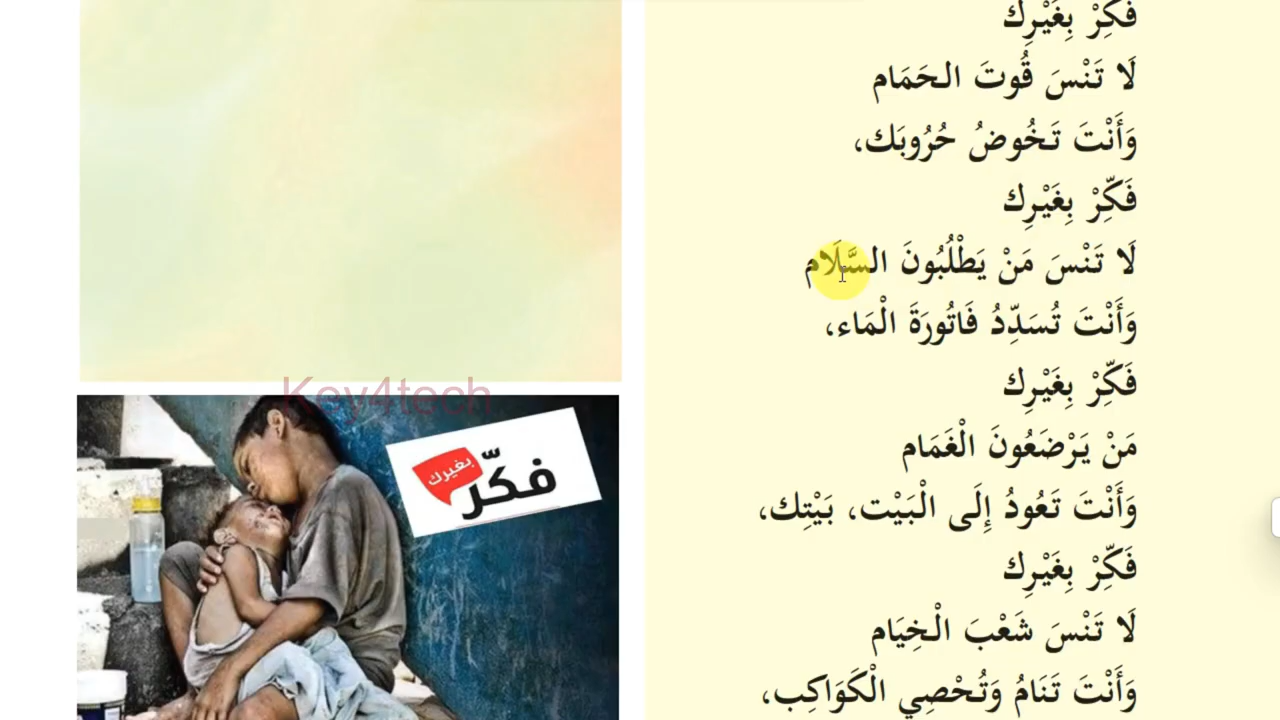 فَكِّرْ بِغَيْرِك
لَا تَنْسَ قُوتَ الحَمَام
وَأَنْتَ تَخُوضُ حُرُوبَك،
فَكِّرْ بِغَيْرِك
لَا تَنْسَ مَنْ يَطْلُبُونَ السَّلَام
وَأَنْتَ تُسَدِّدُ فَاتُورَةَ الْمَاء،
فَكِّرْ بِغَيْرِك
مَنْ يَرْضَعُونَ الْغَمَام
وَأَنْتَ تَعُودُ إِلَى الْبَيْت، بَيْتِك،
فَكِّرْ بِغَيْرِك
لَا تَنْسَ شَعْبَ الْخِيَام
وَأَنْتَ تَنَامُ وَتُحْصِي الْكَوَاكِب،
Key4tech
فكّر بغيرك